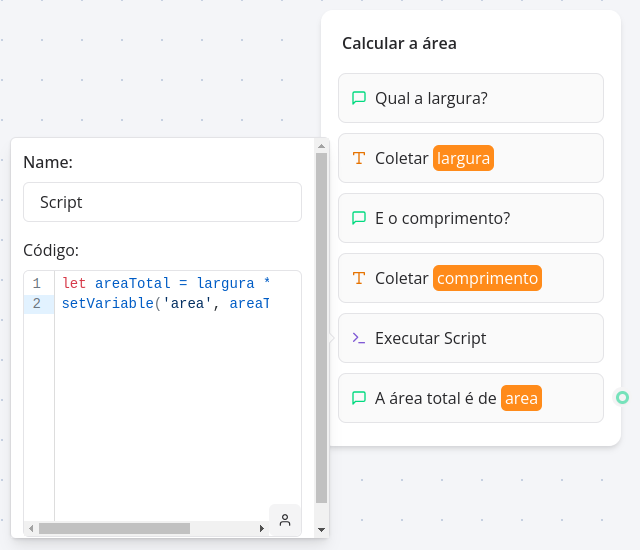 Calcular a área
Qual a largura?
Coletar largura
E o comprimento?
Coletar comprimento
Executar Script
A área total é de area
Name:
Script
Código:
1 let areaTotal = largura *
2 setVariable('area', areaT